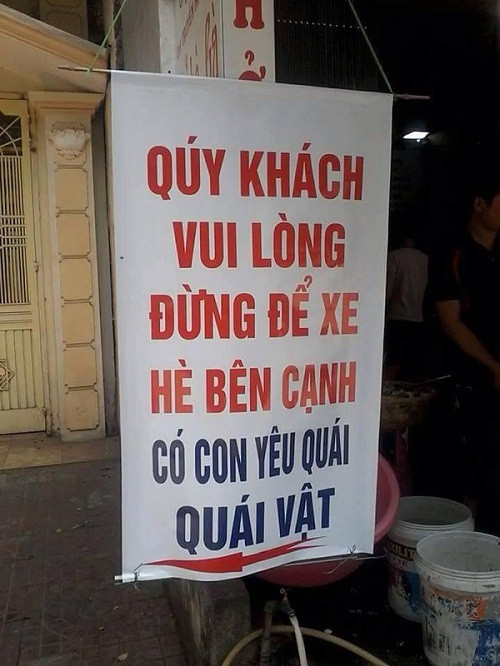 QÚY KHÁCH
VUI LÒNG
ĐỪNG ĐỂ XE
HÈ BÊN CẠNH
CÓ CON YÊU QUÁI
QUÁI VẬT